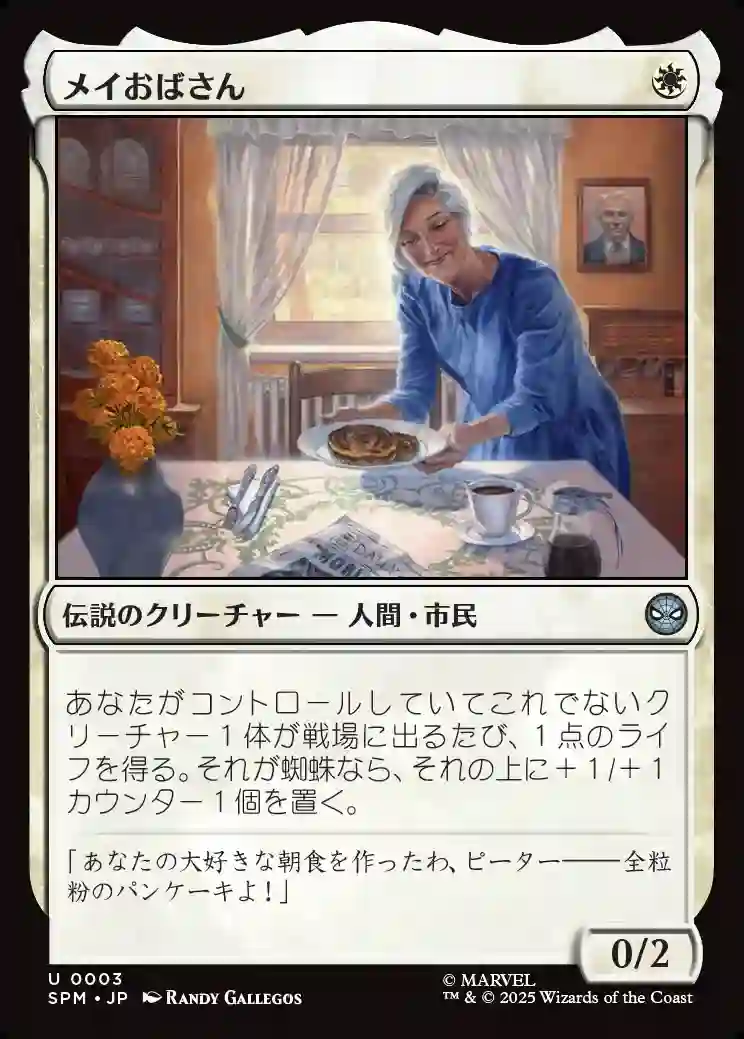 メイおばさん
伝説のクリーチャー — 人間・市民
あなたがコントロールしていてこれでないク
リーチャー１体が戦場に出るたび、１点のライ
フを得る。それが蜘蛛なら、それの上に＋１/＋１
カウンター１個を置く。
「あなたの大好きな朝食を作ったわ、ピーター――全粒
粉のパンケーキよ！」
0/2
U 0003
SPM • JP RANDY GALLEGOS
© MARVEL
™ & © 2025 Wizards of the Coast